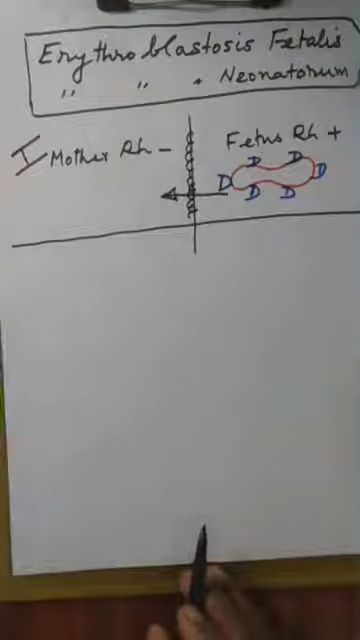 Erythroblastosis Fetalis
" " " Neonatorum
I Mother Rh -
Fetus Rh +
D D
D D
D D